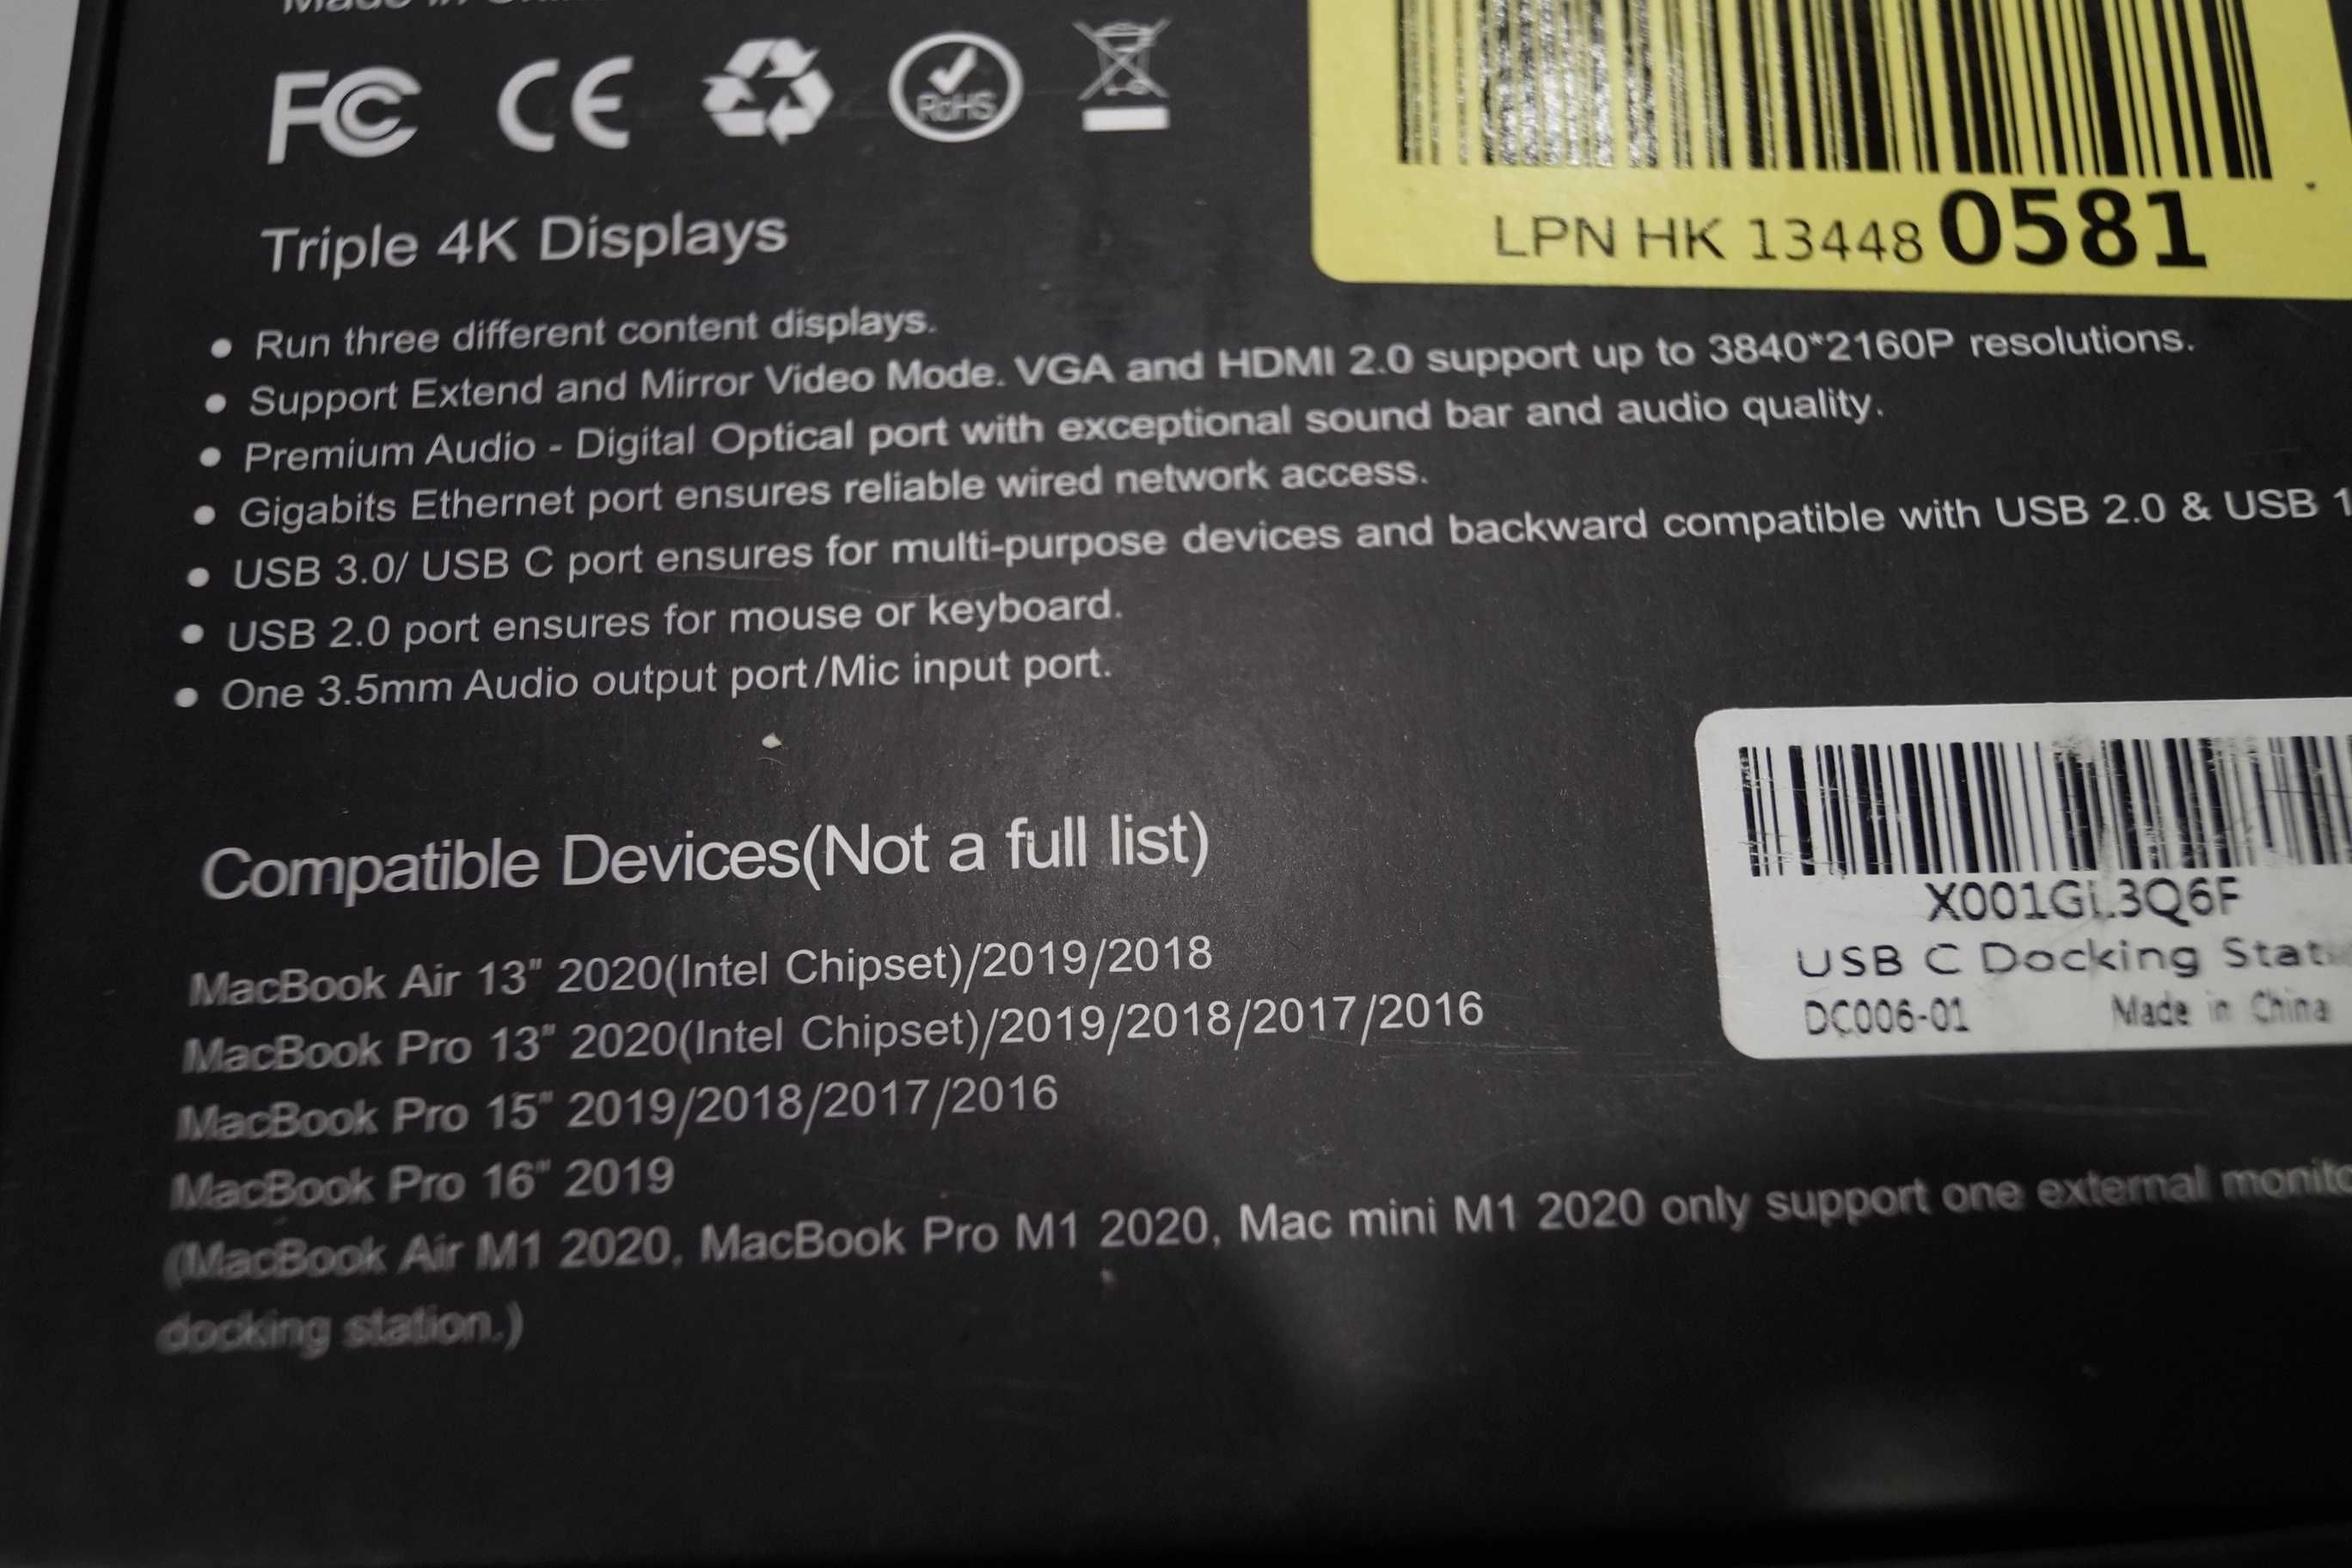 Made in
FC CE
RoHS
LPN HK 13448 0581
Triple 4K Displays
• Run three different content displays.
• Support Extend and Mirror Video Mode. VGA and HDMI 2.0 support up to 3840*2160P resolutions.
• Premium Audio - Digital Optical port with exceptional sound bar and audio quality.
• Gigabits Ethernet port ensures reliable wired network access.
• USB 3.0/ USB C port ensures for multi-purpose devices and backward compatible with USB 2.0 & USB 1
• USB 2.0 port ensures for mouse or keyboard.
• One 3.5mm Audio output port/Mic input port.
Compatible Devices(Not a full list)
MacBook Air 13" 2020(Intel Chipset)/2019/2018
MacBook Pro 13" 2020(Intel Chipset)/2019/2018/2017/2016
MacBook Pro 15" 2019/2018/2017/2016
MacBook Pro 16" 2019
(MacBook Air M1 2020, MacBook Pro M1 2020, Mac mini M1 2020 only support one external
docking station.)
X001GL3Q6F
USB C Docking
DC006-01 Made in China